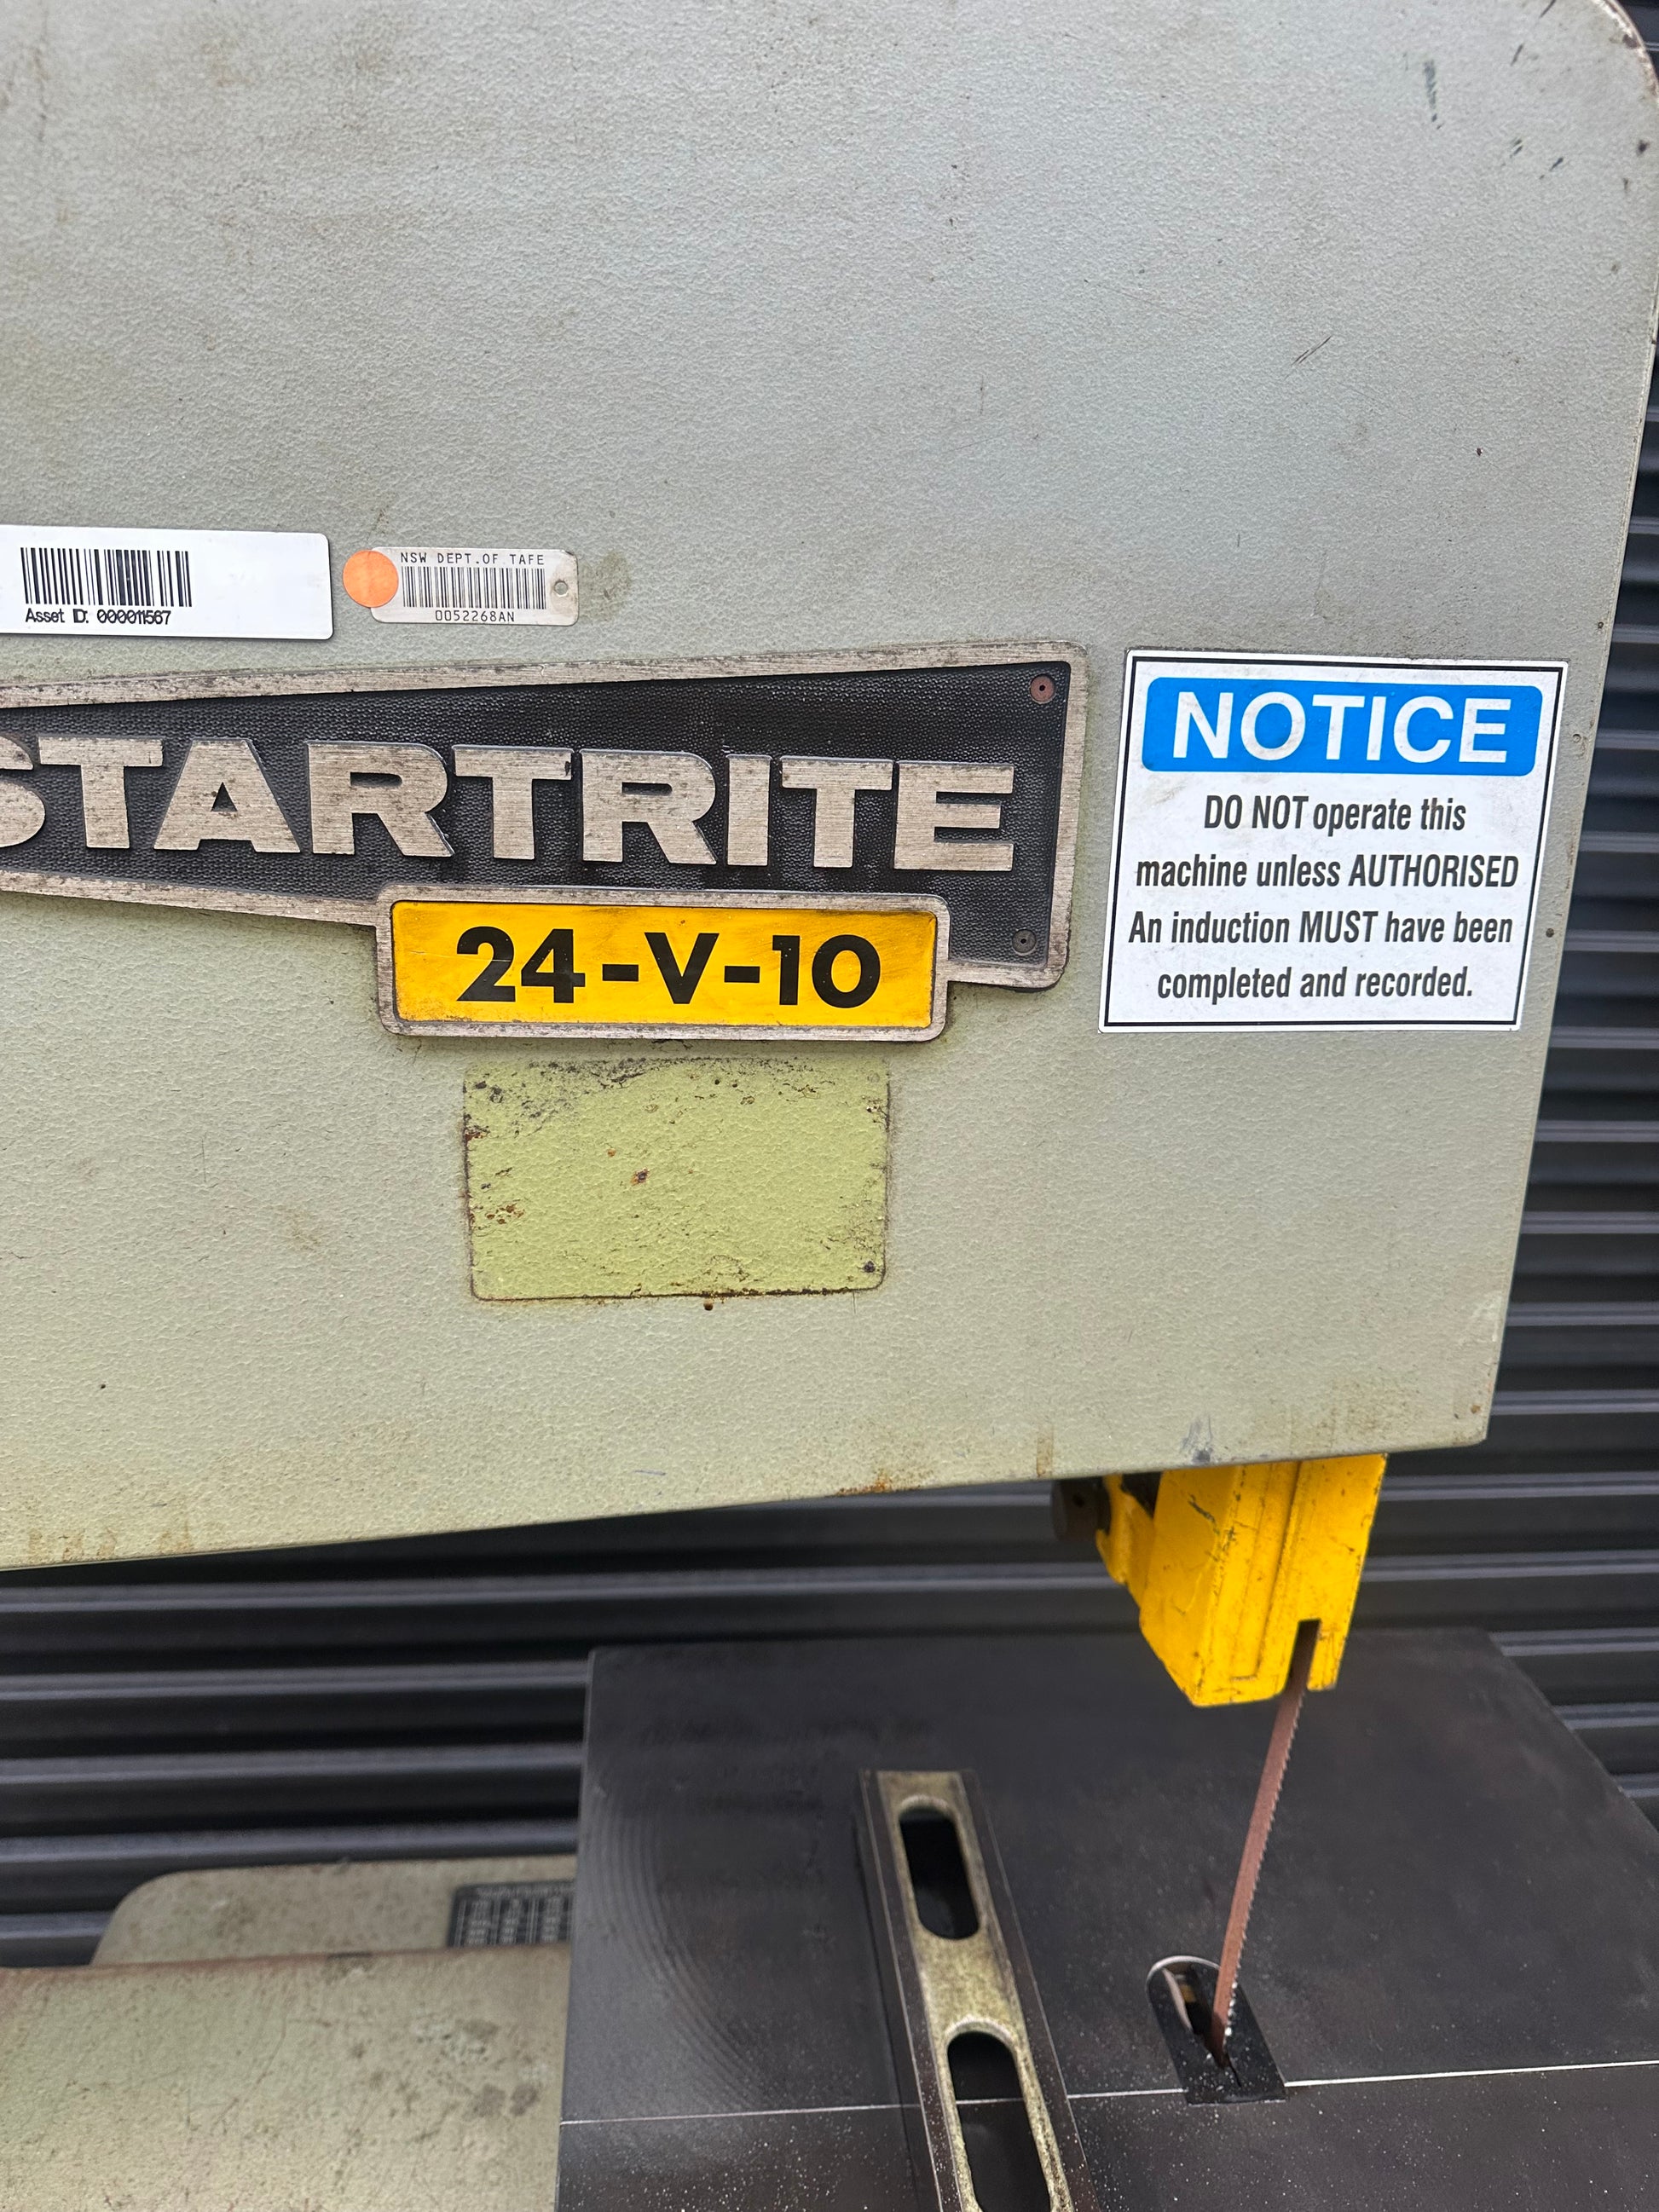 Asset ID: 000011567
NSW DEPT.OF TAFE
0052268AN
STARTRITE
24-V-10
NOTICE
DO NOT operate this
machine unless AUTHORISED
An induction MUST have been
completed and recorded.